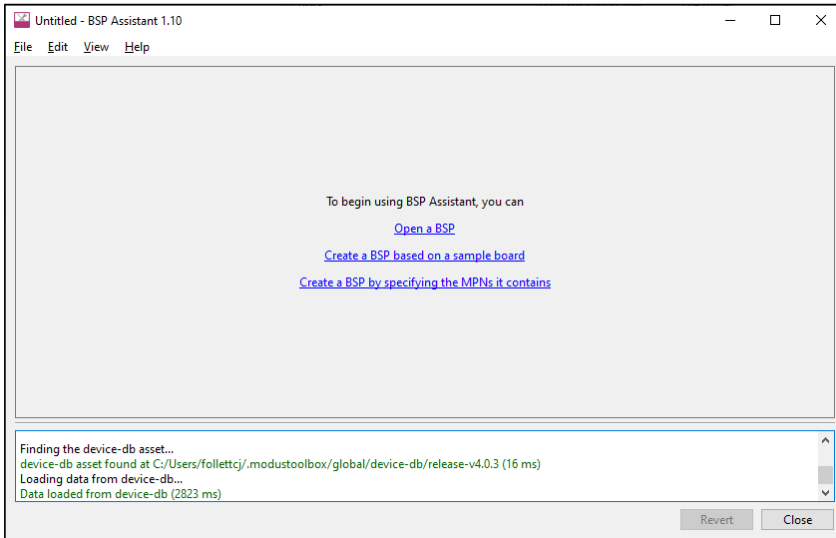 Untitled - BSP Assistant 1.10
File Edit View Help
To begin using BSP Assistant, you can
Open a BSP
Create a BSP based on a sample board
Create a BSP by specifying the MPNs it contains
Finding the device-db asset...
device-db asset found at C:/Users/follettcj/.modustoolbox/global/device-db/release-v4.0.3 (16 ms)
Loading data from device-db...
Data loaded from device-db (2823 ms)
Revert Close